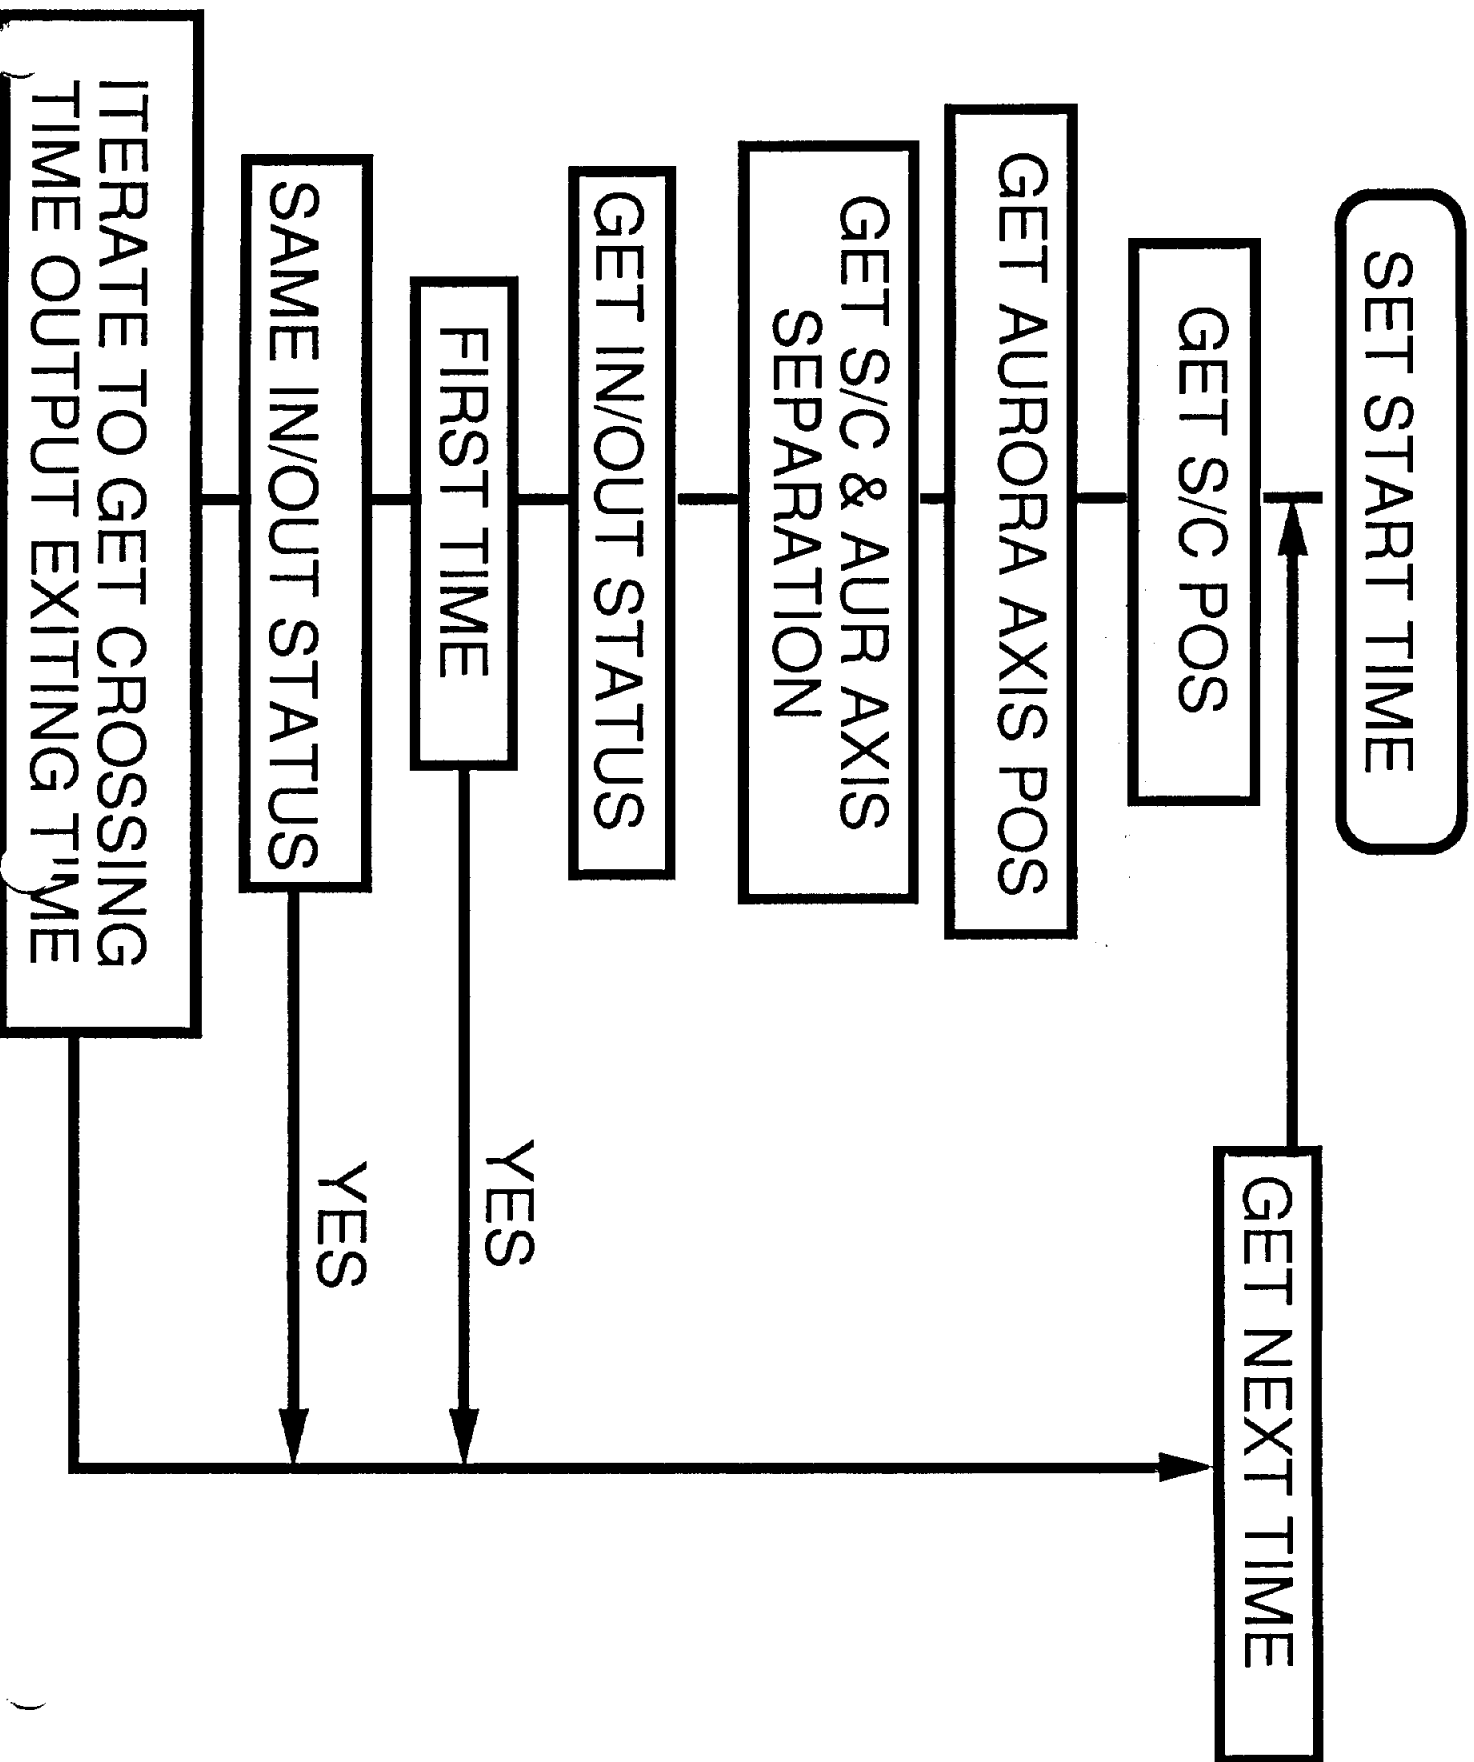 SET START TIME
GET NEXT TIME
GET S/C POS
GET AURORA AXIS POS
GET S/C & AUR AXIS
SEPARATION
GET IN/OUT STATUS
FIRST TIME
YES
SAME IN/OUT STATUS
YES
ITERATE TO GET CROSSING
TIME OUTPUT EXITING TIME